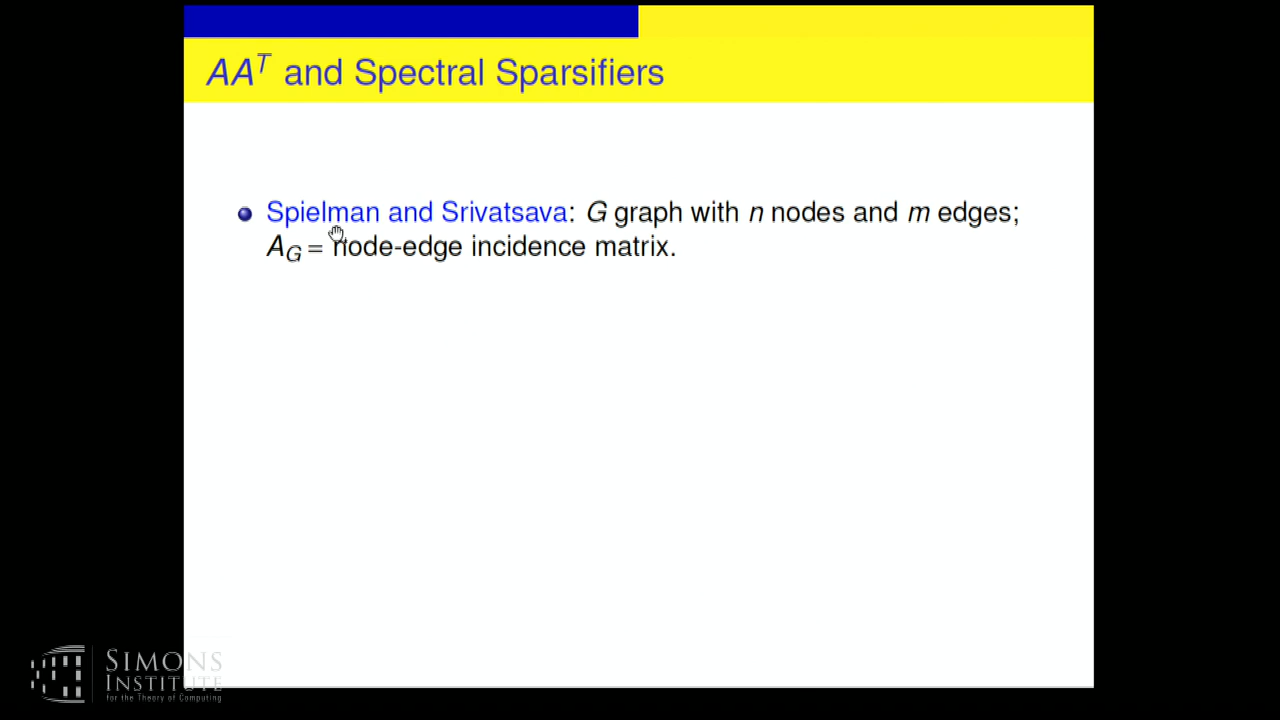 AAᵀ and Spectral Sparsifiers
Spielman and Srivatsava: G graph with n nodes and m edges;
A_G = node-edge incidence matrix.
SIMONS
INSTITUTE
for the Theory of Computing